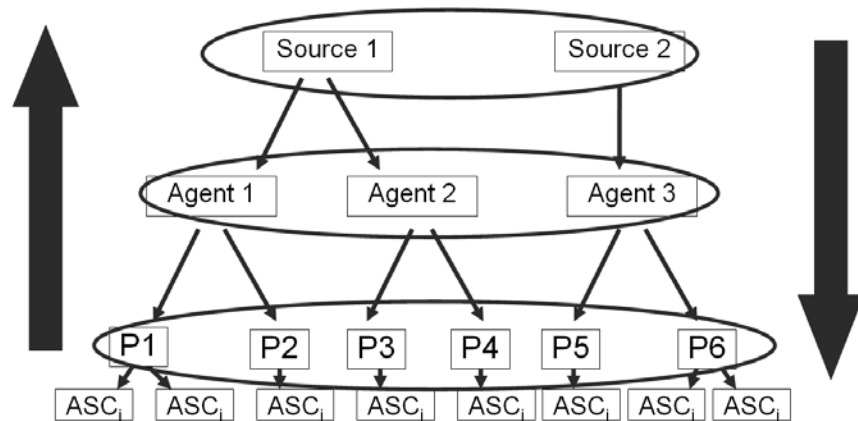 Source 1 Source 2
Agent 1 Agent 2 Agent 3
P1 P2 P3 P4 P5 P6
ASCᵢ ASCᵢ ASCᵢ ASCᵢ ASCᵢ ASCᵢ ASCᵢ ASCᵢ